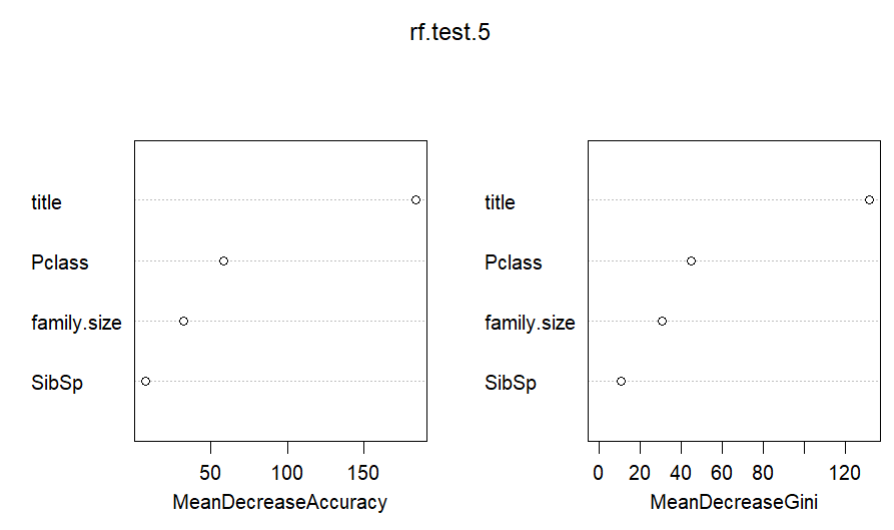 rf.test.5
title
Pclass
family.size
SibSp
50 100 150
MeanDecreaseAccuracy
title
Pclass
family.size
SibSp
0 20 40 60 80 120
MeanDecreaseGini